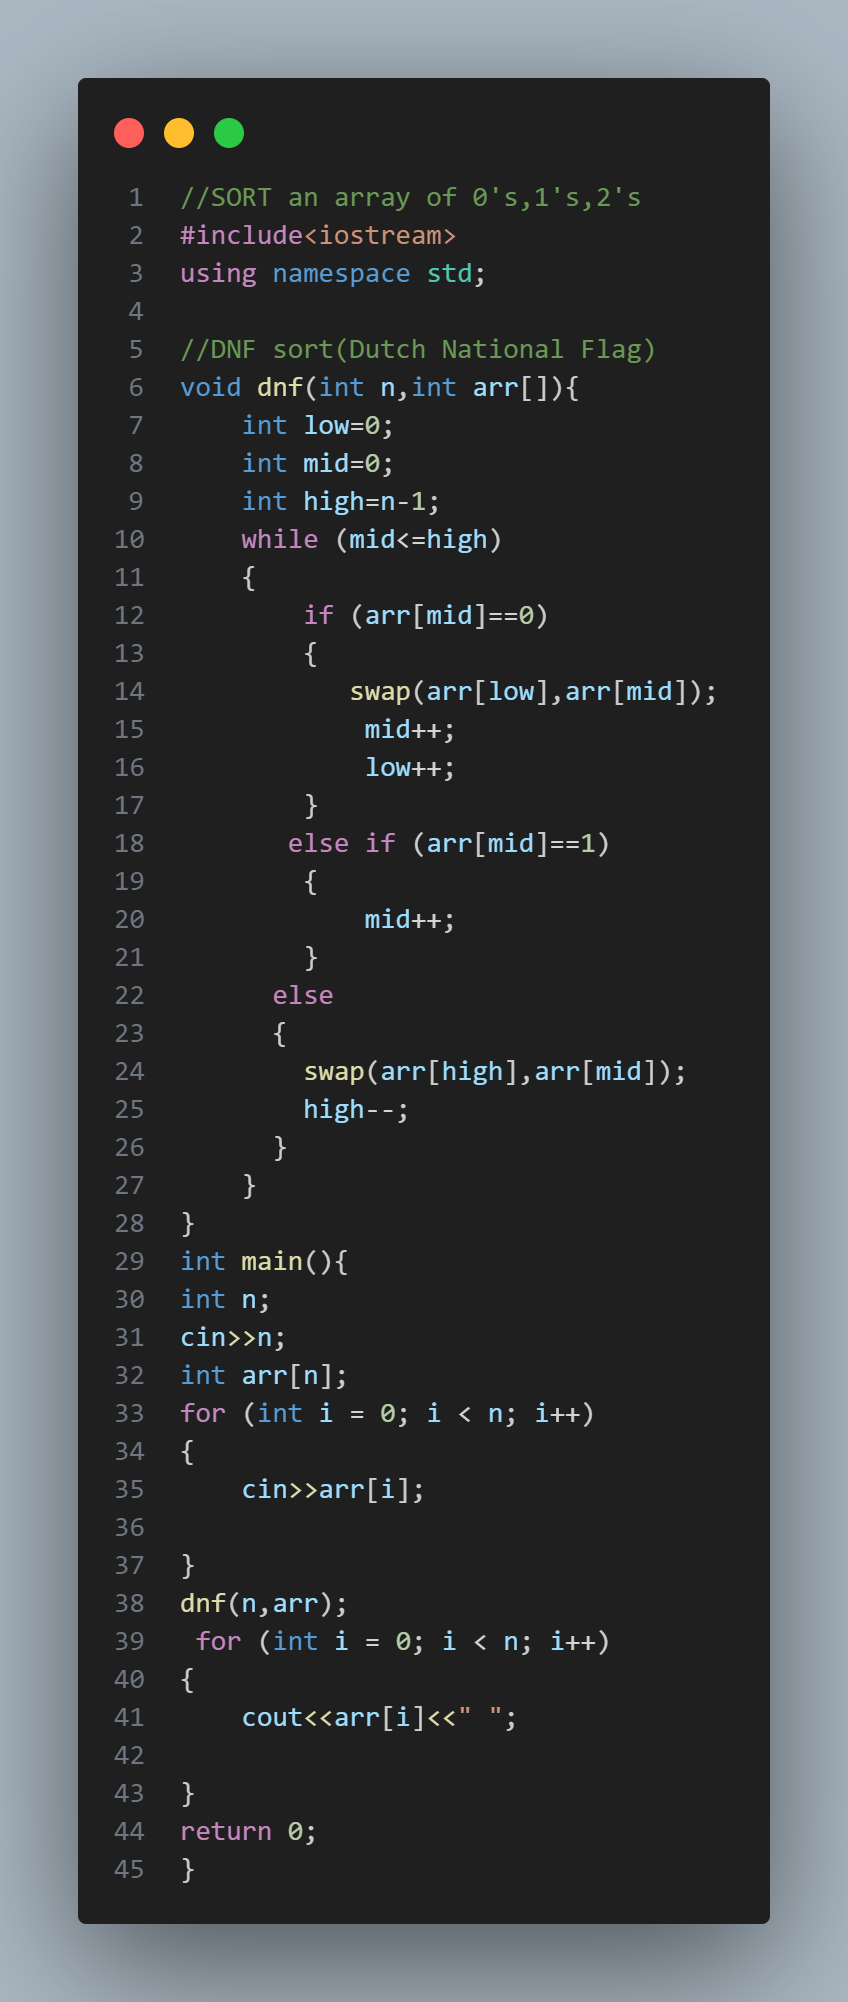 1 //SORT an array of 0's,1's,2's
2 #include<iostream>
3 using namespace std;
4
5 //DNF sort(Dutch National Flag)
6 void dnf(int n,int arr[]){
7     int low=0;
8     int mid=0;
9     int high=n-1;
10     while (mid<=high)
11     {
12         if (arr[mid]==0)
13         {
14            swap(arr[low],arr[mid]);
15             mid++;
16             low++;
17         }
18        else if (arr[mid]==1)
19         {
20             mid++;
21         }
22       else
23       {
24         swap(arr[high],arr[mid]);
25         high--;
26       }
27     }
28 }
29 int main(){
30 int n;
31 cin>>n;
32 int arr[n];
33 for (int i = 0; i < n; i++)
34 {
35     cin>>arr[i];
36
37 }
38 dnf(n,arr);
39  for (int i = 0; i < n; i++)
40 {
41     cout<<arr[i]<<" ";
42
43 }
44 return 0;
45 }